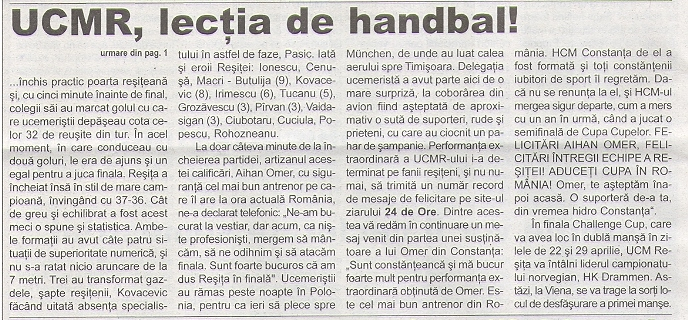 UCMR, lecţia de handbal!
urmare din pag. 1
...închis practic poarta reşiţeană
şi, cu cinci minute înainte de final,
colegii săi au marcat golul cu ca-
re ucemeriştii depăşeau cota ce-
lor 32 de reuşite din tur. În acel
moment, în care conduceau cu
două goluri, le era de ajuns şi un
egal pentru a juca finala. Reşiţa a
încheiat însă în stil de mare cam-
pioană, învingând cu 37-36. Cât
de greu şi echilibrat a fost acest
meci o spune şi statistica. Ambe-
le formaţii au avut câte patru si-
tuaţii de superioritate numerică, şi
nu s-a ratat nicio aruncare de la
7 metri. Trei au transformat gaz-
dele, şapte reşiţenii, Kovacevic
făcând uitată absenţa specialis-
tului în astfel de faze, Pasic. Iată
şi eroii Reşiţei: Ionescu, Cenu-
şă, Macri - Butulija (9), Kovace-
vic (8), Irimescu (6), Tucanu (5),
Grozăvescu (3), Pîrvan (3), Vaida-
sigan (3), Ciubotaru, Cuciula, Po-
pescu, Rohozneanu.
La doar câteva minute de la în-
cheierea partidei, artizanul acestei
calificări, Aihan Omer, cu siguran-
ţă cel mai bun antrenor pe care
îl are la ora actuală România,
ne-a declarat telefonic: „Ne-am bu-
curat la vestiar, dar acum, ca nişte
profesionişti, mergem să mân-
căm, să ne odihnim şi să atacăm
finala. Sunt foarte bucuros că am
dus Reşiţa în finală". Ucemeriştii
au rămas peste noapte în Polo-
nia, pentru ca ieri să plece spre
München, de unde au luat calea
aerului spre Timişoara. Delegaţia
ucemeristă a avut parte aici de o
mare surpriză, la coborârea din
avion fiind aşteptată de aproxi-
mativ o sută de suporteri, rude şi
prieteni, cu care au ciocnit un pa-
har de şampanie. Performanţa ex-
traordinară a UCMR-ului i-a de-
terminat pe fanii reşiţeni, şi nu nu-
mai, să trimită un număr record
de mesaje de felicitare pe site-ul
ziarului 24 de Ore. Dintre aces-
tea vă redăm în continuare un me-
saj venit din partea unei susţină-
toare a lui Omer din Constanţa:
„Sunt constănţeancă şi mă bucur
foarte mult pentru performanţa ex-
traordinară obţinută de Omer. Es-
te cel mai bun antrenor din Ro-
mânia. HCM Constanţa de el a
fost formată şi toţi constănţenii
iubitori de sport îl regretăm. Da-
că nu se renunţa la el, şi HCM-ul
mergea sigur departe, cum a mers
cu un an în urmă, când a jucat o
semifinală de Cupa Cupelor. FE-
LICITĂRI AIHAN OMER, FELI-
CITĂRI ÎNTREGII ECHIPE A RE-
ŞIŢEI! ADUCEŢI CUPA ÎN RO-
MÂNIA! Omer, te aşteptăm îna-
poi acasă. O suporteră de-a ta,
din vremea hidro Constanţa".
În finala Challenge Cup, care
va avea loc în dublă manşă în zi-
lele de 22 şi 29 aprilie, UCM Re-
şiţa va întâlni liderul campionatu-
lui norvegian, HK Drammen. As-
tăzi, la Viena, se va trage la sorţi lo-
cul de desfăşurare a primei manşe.